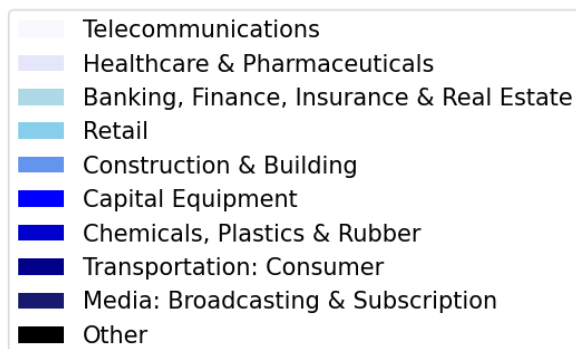 Telecommunications
Healthcare & Pharmaceuticals
Banking, Finance, Insurance & Real Estate
Retail
Construction & Building
Capital Equipment
Chemicals, Plastics & Rubber
Transportation: Consumer
Media: Broadcasting & Subscription
Other